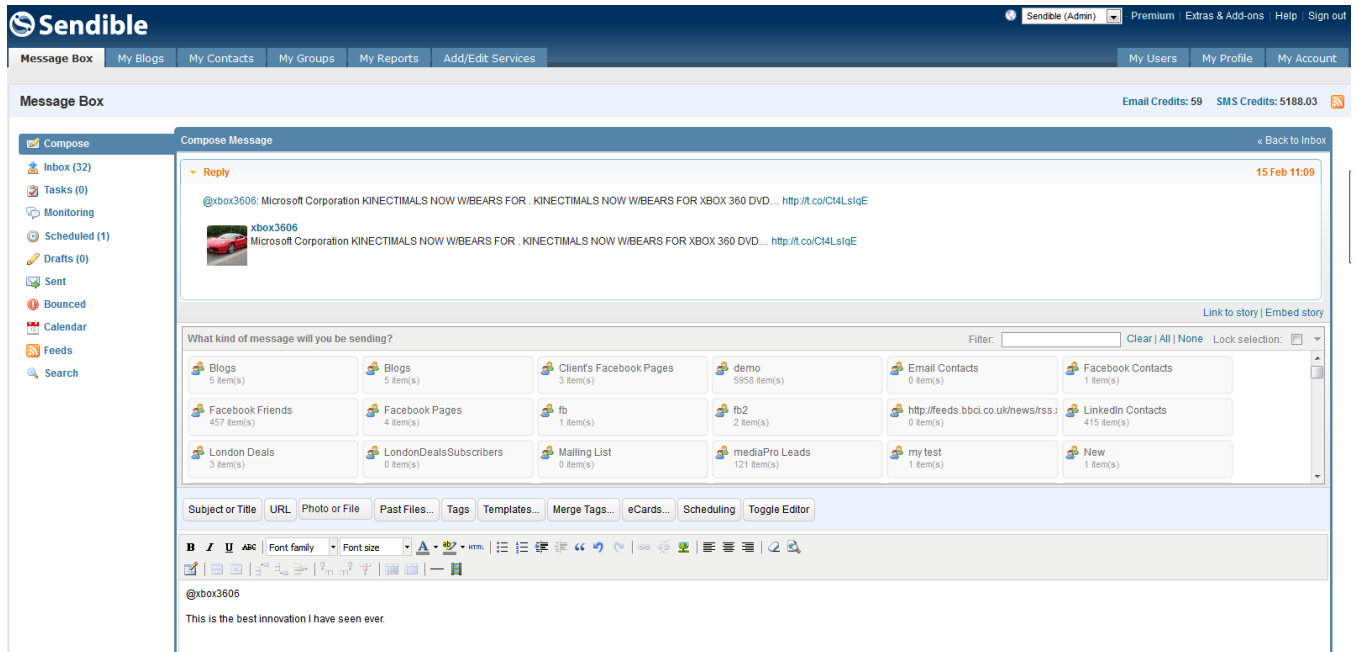 Sendible
Sendible (Admin) Premium | Extras & Add-ons | Help | Sign out
Message Box My Blogs My Contacts My Groups My Reports Add/Edit Services My Users My Profile My Account
Message Box Email Credits: 59 SMS Credits: 5188.03
Compose
Inbox (32)
Tasks (0)
Monitoring
Scheduled (1)
Drafts (0)
Sent
Bounced
Calendar
Feeds
Search
Compose Message « Back to Inbox
Reply 15 Feb 11:09
@xbox3606: Microsoft Corporation KINECTIMALS NOW W/BEARS FOR . KINECTIMALS NOW W/BEARS FOR XBOX 360 DVD... http://t.co/Ct4LsIqE
xbox3606
Microsoft Corporation KINECTIMALS NOW W/BEARS FOR . KINECTIMALS NOW W/BEARS FOR XBOX 360 DVD... http://t.co/Ct4LsIqE
Link to story | Embed story
What kind of message will you be sending? Filter: Clear | All | None Lock selection:
Blogs Blogs Client's Facebook Pages demo Email Contacts Facebook Contacts
5 item(s) 5 item(s) 3 item(s) 5958 item(s) 0 item(s) 1 item(s)
Facebook Friends Facebook Pages fb fb2 http://feeds.bbci.co.uk/news/rss.x LinkedIn Contacts
457 item(s) 4 item(s) 1 item(s) 2 item(s) 0 item(s) 415 item(s)
London Deals LondonDealsSubscribers Mailing List mediaPro Leads my test New
3 item(s) 0 item(s) 0 item(s) 121 item(s) 1 item(s) 1 item(s)
Subject or Title URL Photo or File Past Files... Tags Templates... Merge Tags... eCards... Scheduling Toggle Editor
B I U ABC Font family Font size A ab HTML
@xbox3606
This is the best innovation I have seen ever.